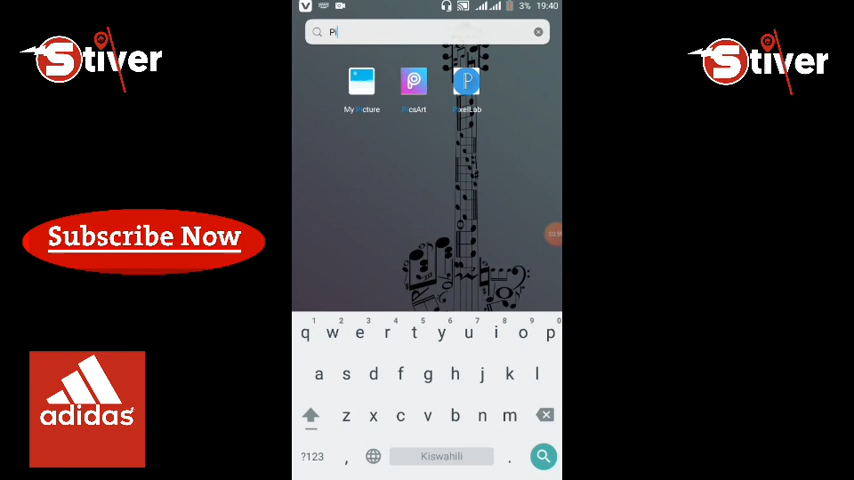 Stiver
3% 19:40
Pi
My Picture PicsArt PixelLab
Stiver
Subscribe Now
adidas
1 2 3 4 5 6 7 8 9 0
q w e r t y u i o p
a s d f g h j k l
z x c v b n m
?123 , Kiswahili .